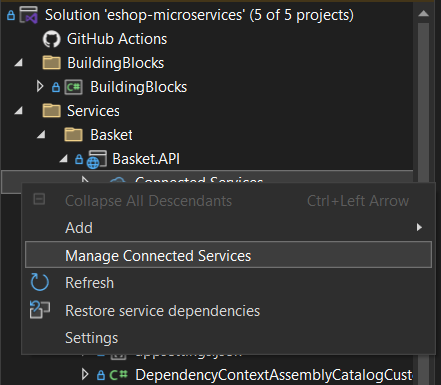 Solution 'eshop-microservices' (5 of 5 projects)
GitHub Actions
BuildingBlocks
C# BuildingBlocks
Services
Basket
Basket.API
Connected Services
Collapse All Descendants Ctrl+Left Arrow
Add
Manage Connected Services
Refresh
Restore service dependencies
Settings
appsettings.json
C# DependencyContextAssemblyCatalogCust